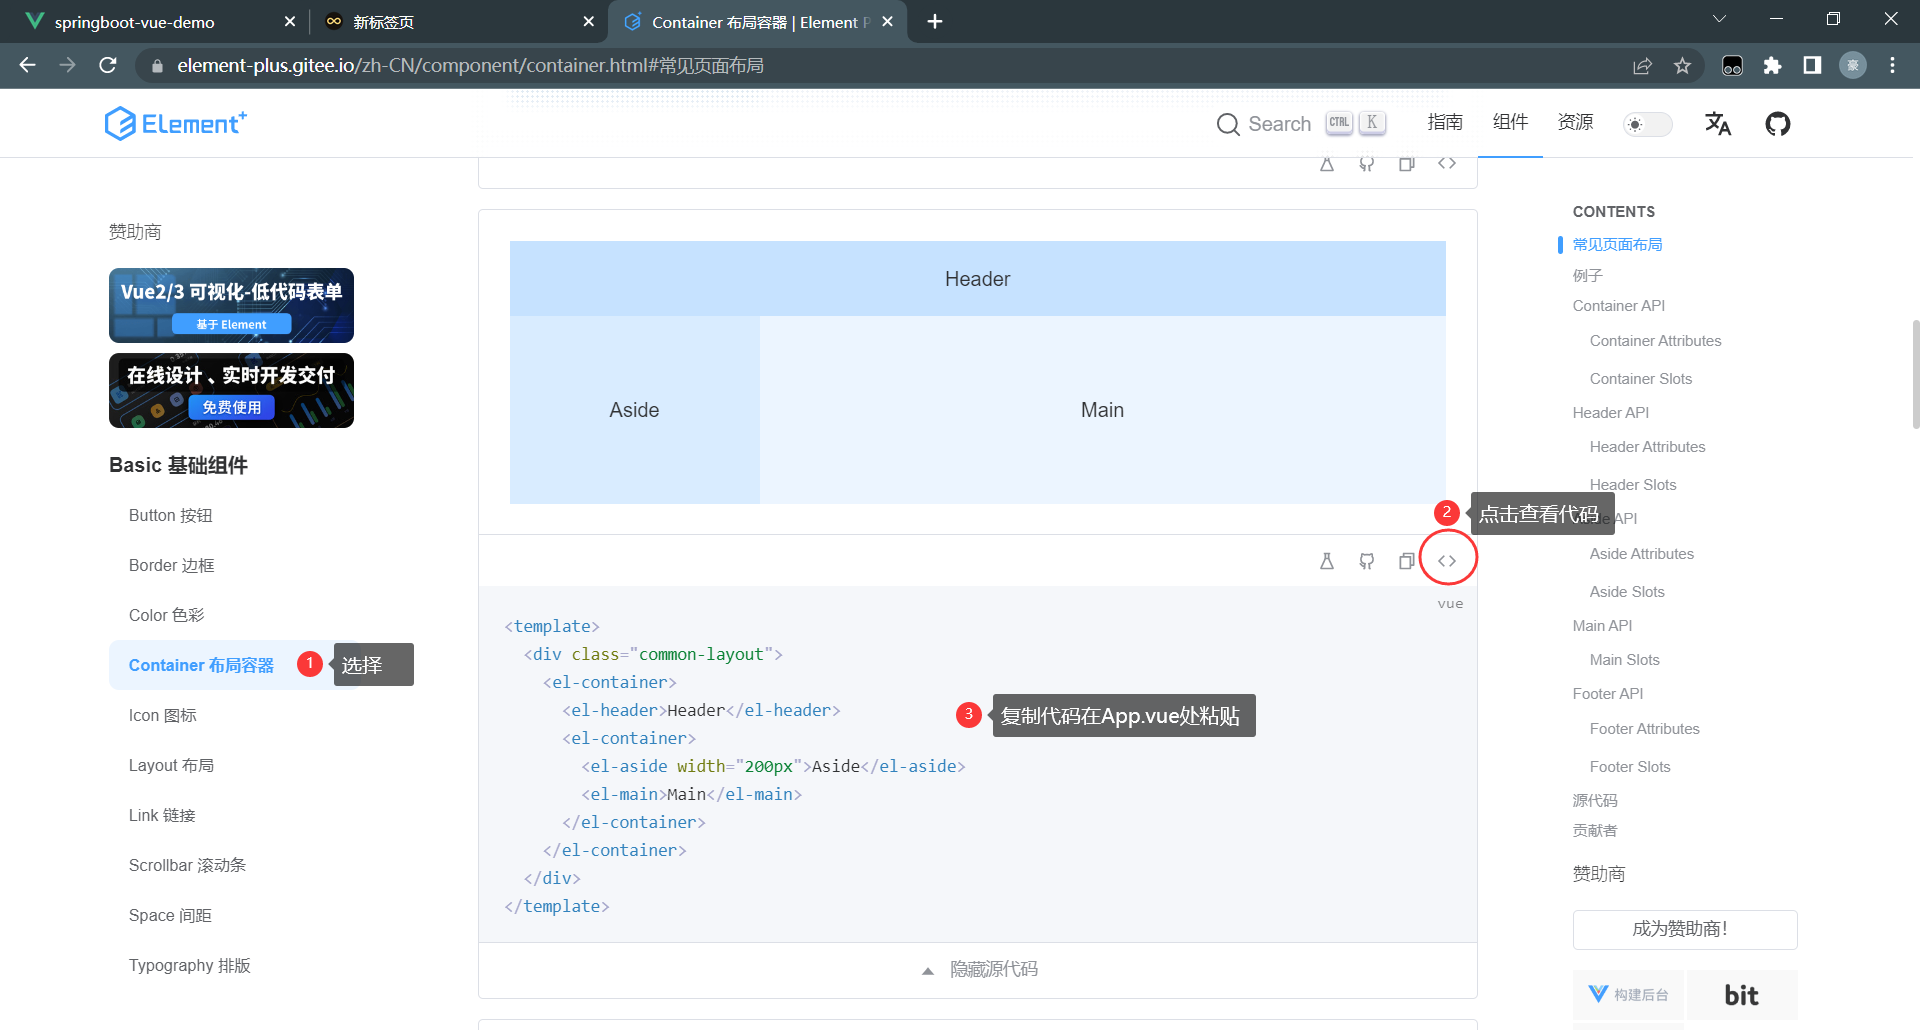 springboot-vue-demo
新标签页
Container 布局容器 | Element P
element-plus.gitee.io/zh-CN/component/container.html#常见页面布局
豪
Element+
Search
CTRL
K
指南
组件
资源
赞助商
Vue2/3 可视化-低代码表单
基于 Element
在线设计、实时开发交付
免费使用
Basic 基础组件
Button 按钮
Border 边框
Color 色彩
Container 布局容器
1
选择
Icon 图标
Layout 布局
Link 链接
Scrollbar 滚动条
Space 间距
Typography 排版
Header
Aside
Main
2
点击查看代码
vue
<template>
  <div class="common-layout">
    <el-container>
      <el-header>Header</el-header>
      <el-container>
        <el-aside width="200px">Aside</el-aside>
        <el-main>Main</el-main>
      </el-container>
    </el-container>
  </div>
</template>
3
复制代码在App.vue处粘贴
隐藏源代码
CONTENTS
常见页面布局
例子
Container API
Container Attributes
Container Slots
Header API
Header Attributes
Header Slots
API
Aside Attributes
Aside Slots
Main API
Main Slots
Footer API
Footer Attributes
Footer Slots
源代码
贡献者
赞助商
成为赞助商！
构建后台
bit